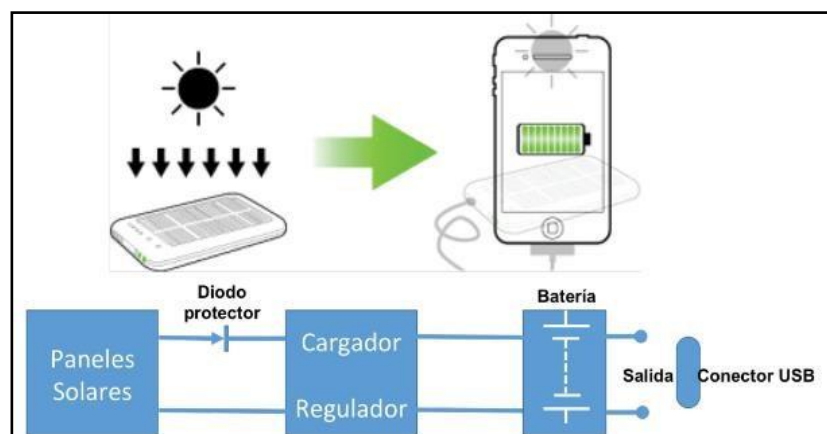 Diodo
protector
Batería
Paneles
Solares
Cargador
Regulador
Salida
Conector USB